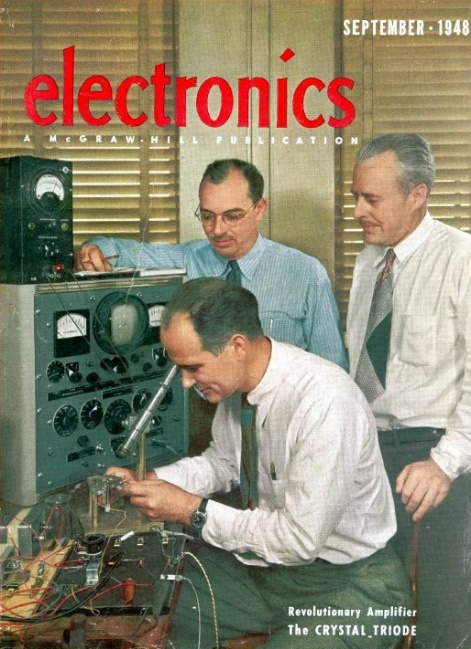 SEPTEMBER · 1948
electronics
A McGRAW-HILL PUBLICATION
Revolutionary Amplifier
The CRYSTAL TRIODE